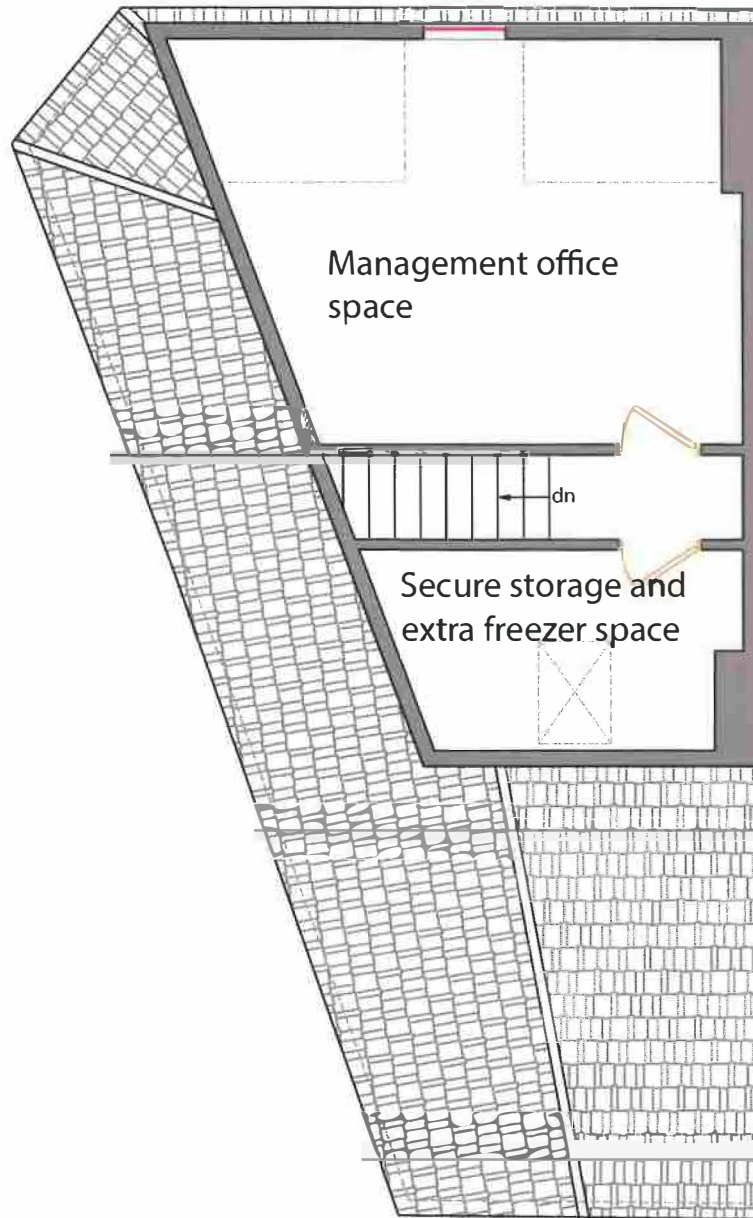 Management office
space
dn
Secure storage and
extra freezer space